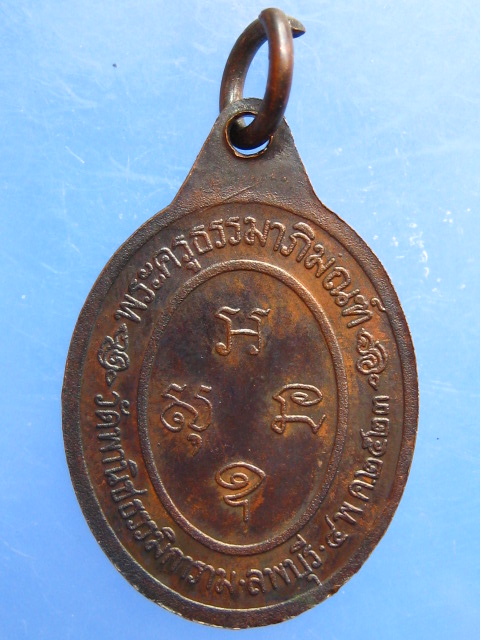 พระครูธรรมาภิมณฑ์
วัดพานิชธรรมิการาม·ลพบุรี·๔ พ.ค.๒๕๒๓